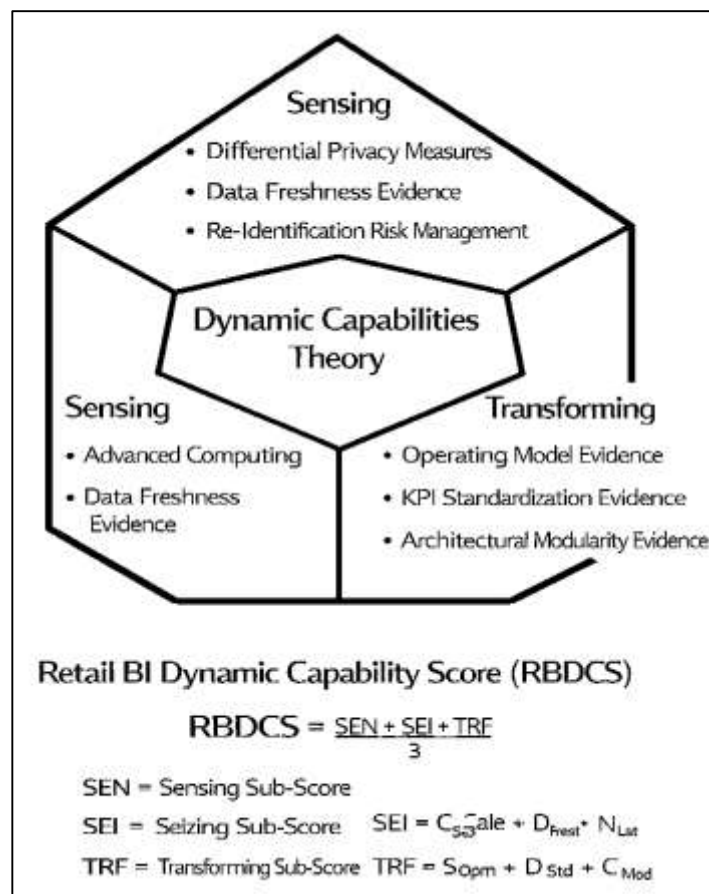 Sensing
• Differential Privacy Measures
• Data Freshness Evidence
• Re-Identification Risk Management
Dynamic Capabilities
Theory
Sensing
• Advanced Computing
• Data Freshness
Evidence
Transforming
• Operating Model Evidence
• KPI Standardization Evidence
• Architectural Modularity Evidence
Retail BI Dynamic Capability Score (RBDCS)
RBDCS = SEN + SEI + TRF
3
SEN = Sensing Sub-Score
SEI = Seizing Sub-Score SEI =
TRF = Transforming Sub-Score TRF = SOpm + D Std + C Mod